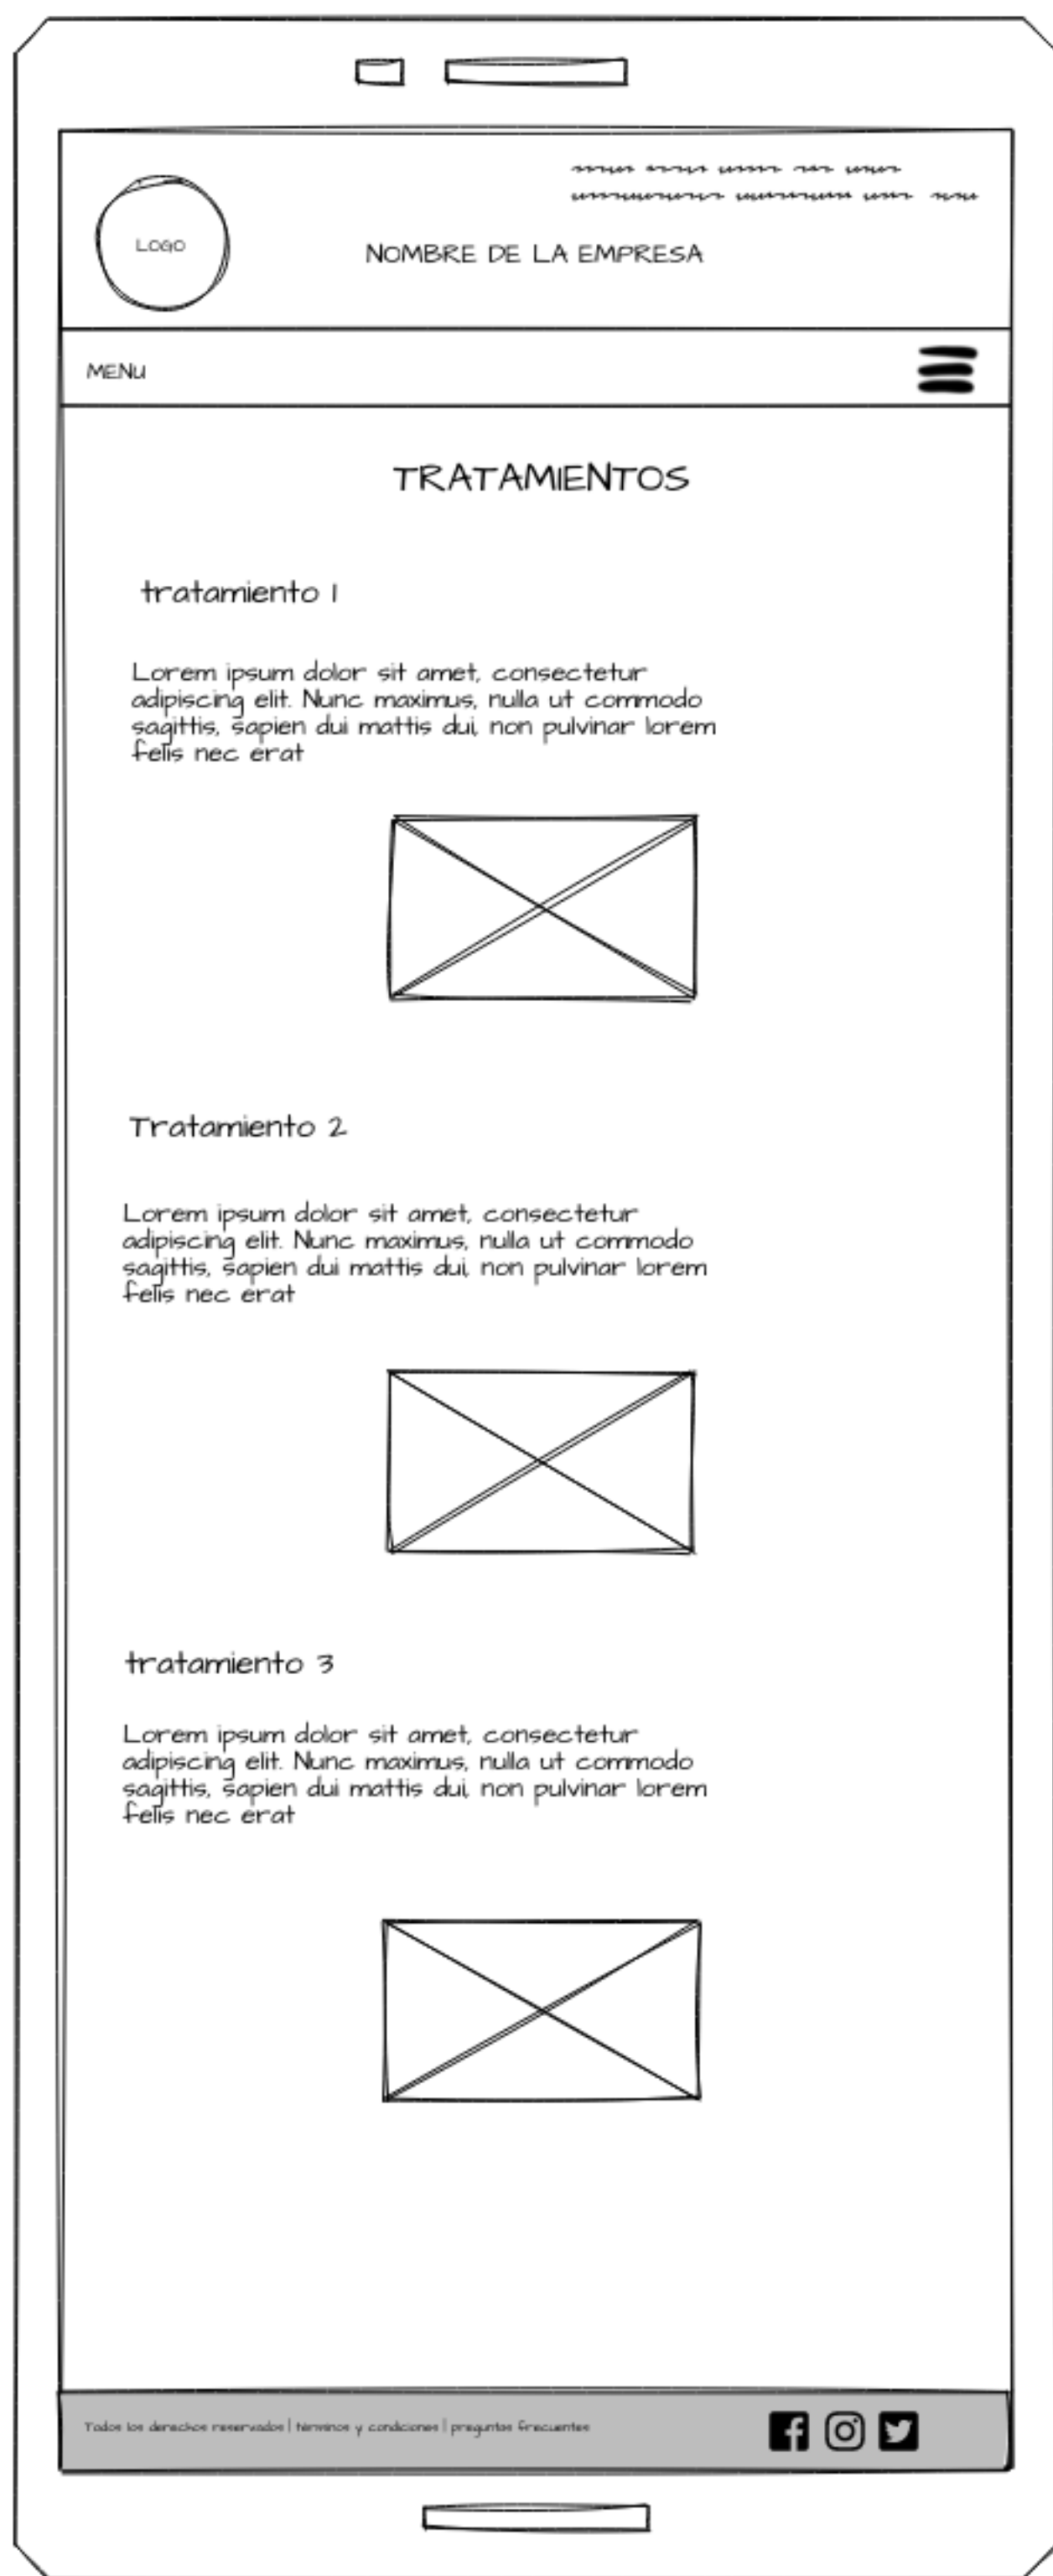 LOGO
NOMBRE DE LA EMPRESA
MENU
TRATAMIENTOS
tratamiento 1
Lorem ipsum dolor sit amet, consectetur
adipiscing elit. Nunc maximus, nulla ut commodo
sagittis, sapien dui mattis dui, non pulvinar lorem
felis nec erat
Tratamiento 2
Lorem ipsum dolor sit amet, consectetur
adipiscing elit. Nunc maximus, nulla ut commodo
sagittis, sapien dui mattis dui, non pulvinar lorem
felis nec erat
tratamiento 3
Lorem ipsum dolor sit amet, consectetur
adipiscing elit. Nunc maximus, nulla ut commodo
sagittis, sapien dui mattis dui, non pulvinar lorem
felis nec erat
Todos los derechos reservados | términos y condiciones | preguntas frecuentes